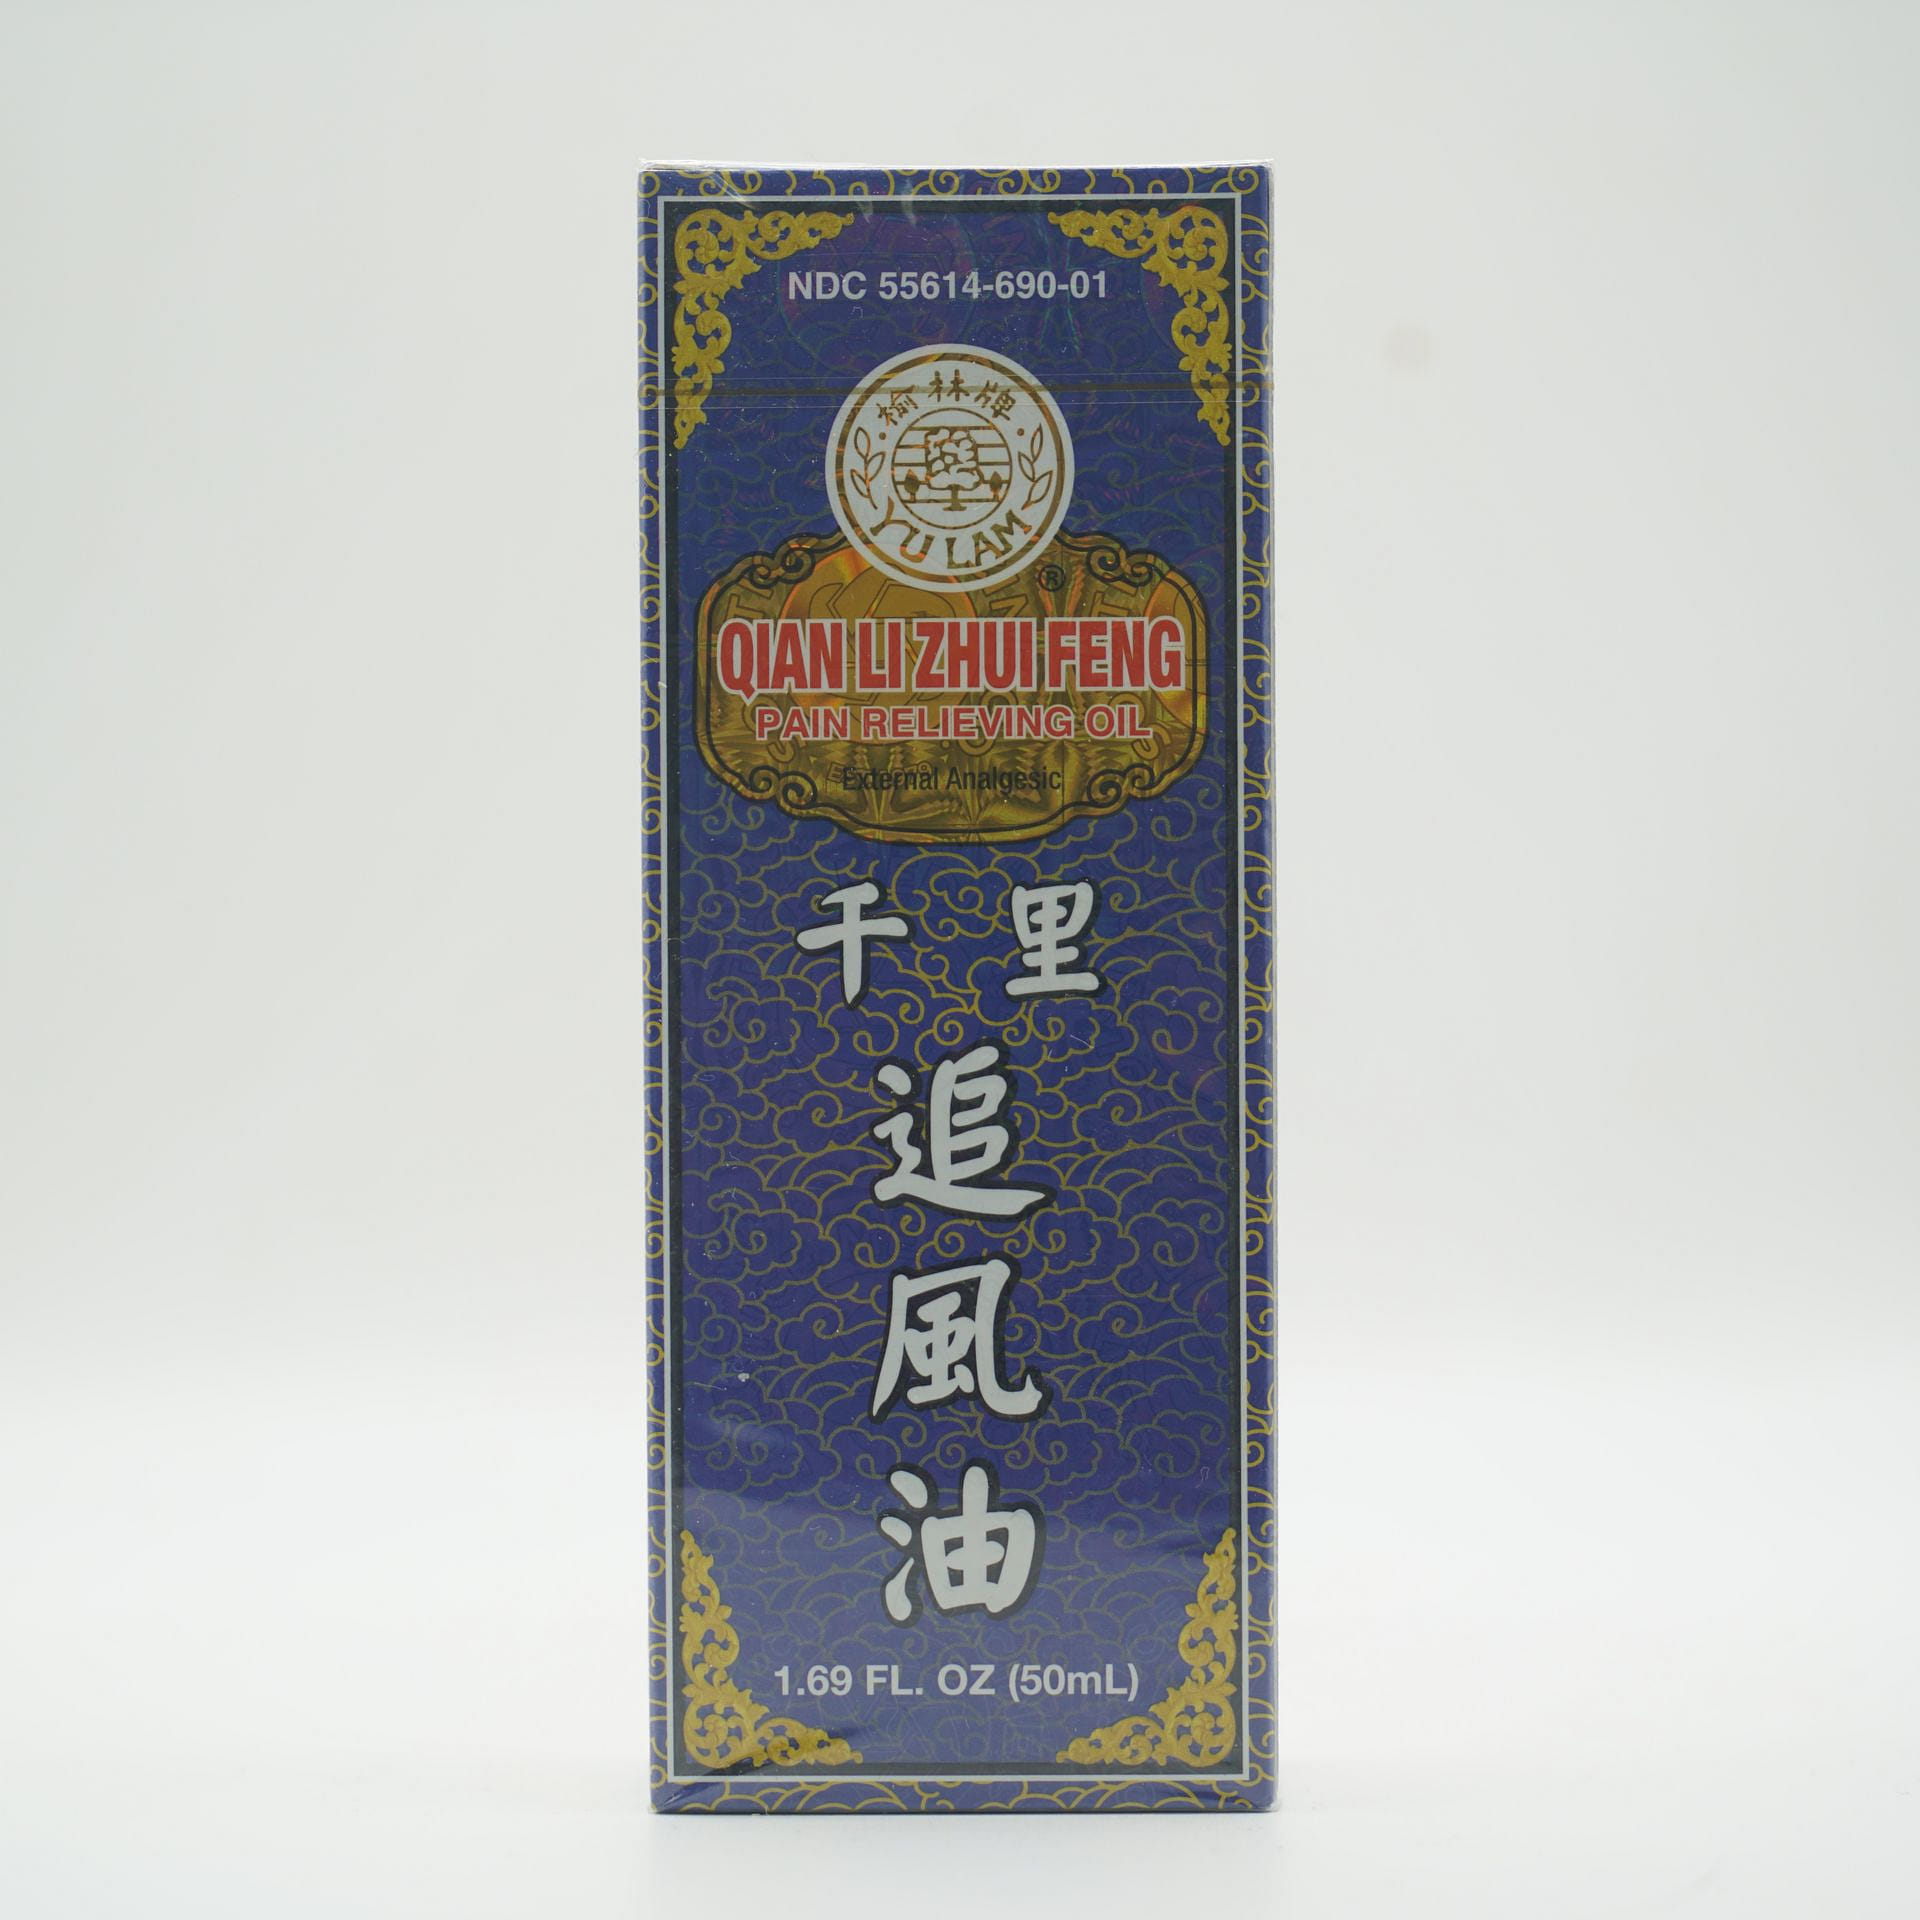 NDC 55614-690-01
榆林牌
YU LAM
®
QIAN LI ZHUI FENG
PAIN RELIEVING OIL
External Analgesic
千里
追
風
油
1.69 FL. OZ (50mL)